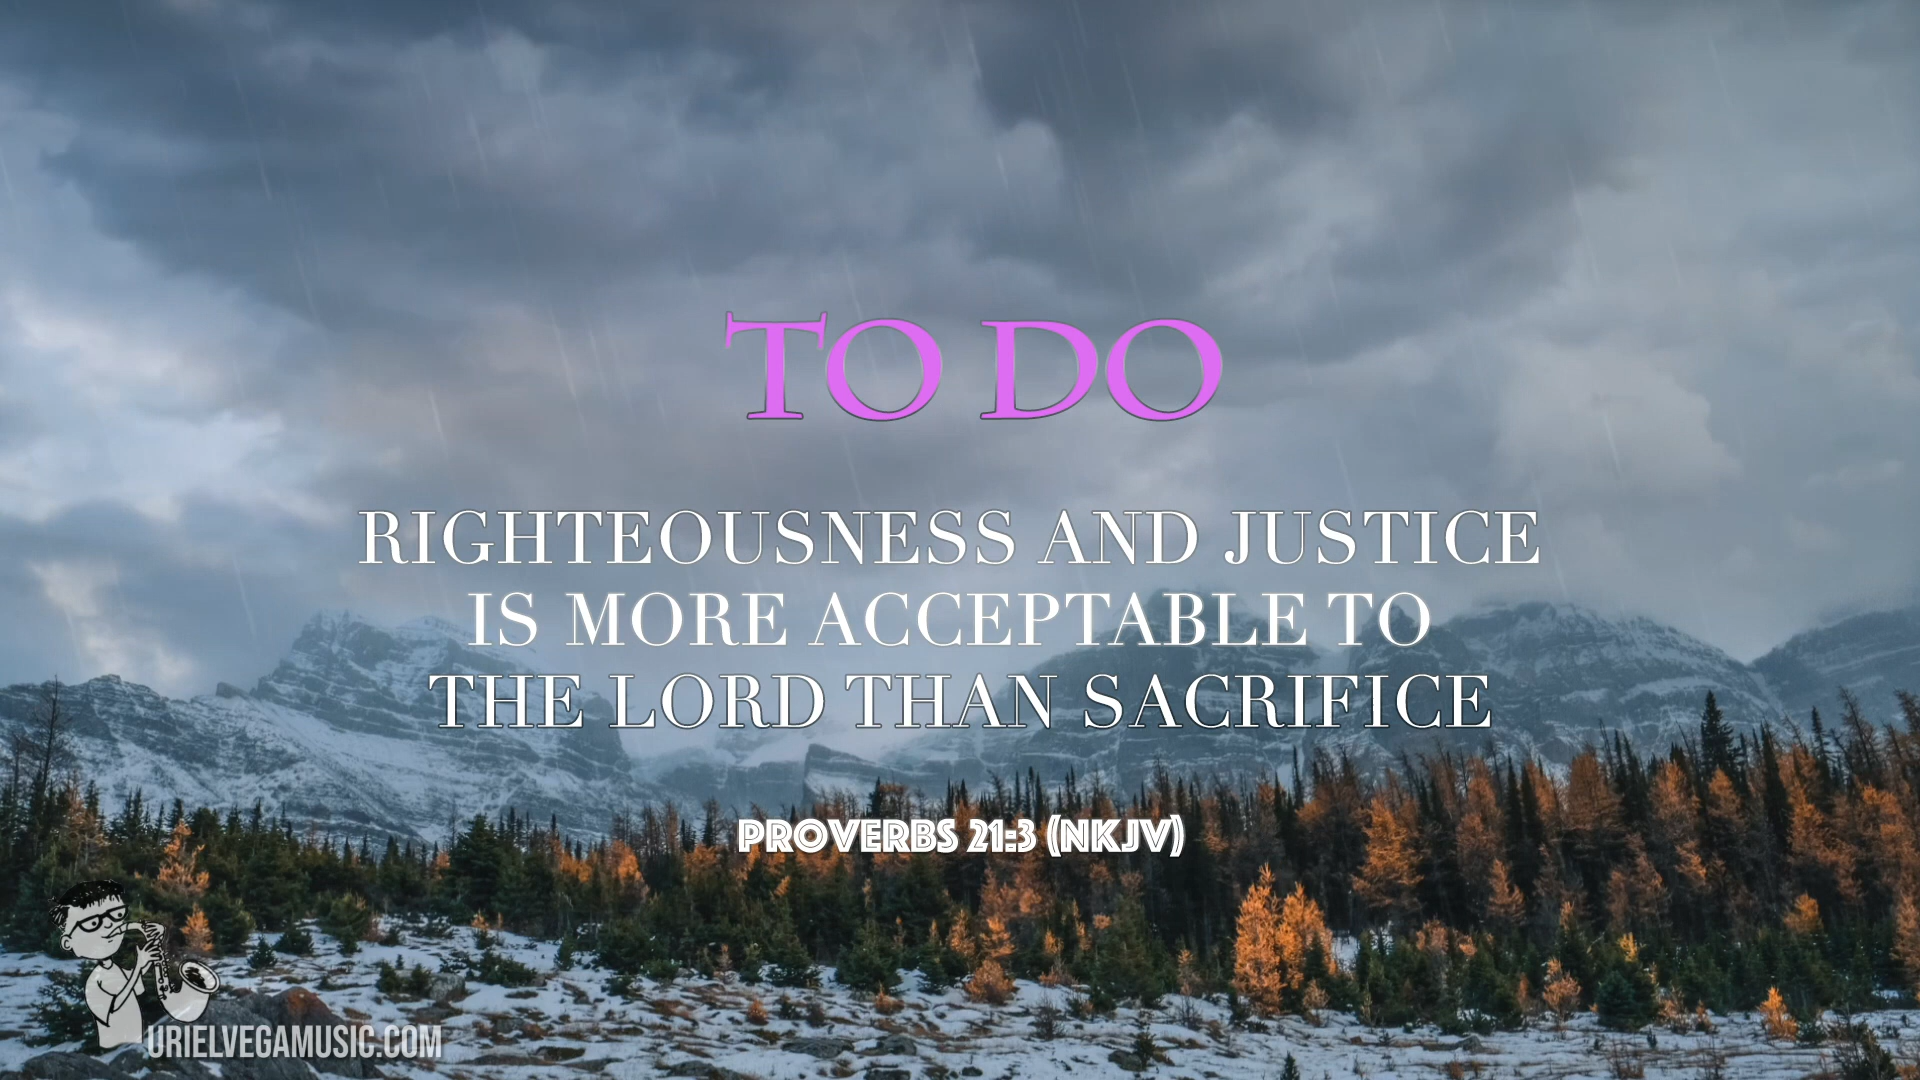 TO DO
RIGHTEOUSNESS AND JUSTICE
IS MORE ACCEPTABLE TO
THE LORD THAN SACRIFICE
PROVERBS 21:3 (NKJV)
URIELVEGAMUSIC.COM